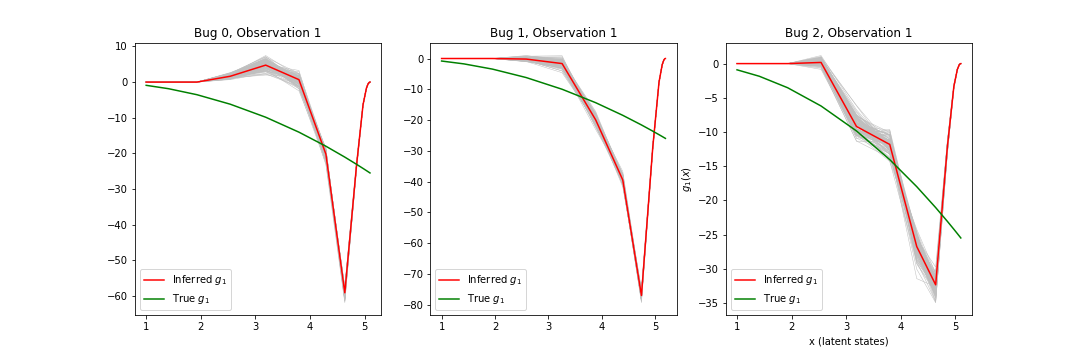 Bug 0, Observation 1
10
0
−10
−20
−30
−40
−50
−60
1 2 3 4 5
Inferred g₁
True g₁
Bug 1, Observation 1
0
−10
−20
−30
−40
−50
−60
−70
−80
1 2 3 4 5
Inferred g₁
True g₁
Bug 2, Observation 1
g₁(x)
0
−5
−10
−15
−20
−25
−30
−35
1 2 3 4 5
x (latent states)
Inferred g₁
True g₁